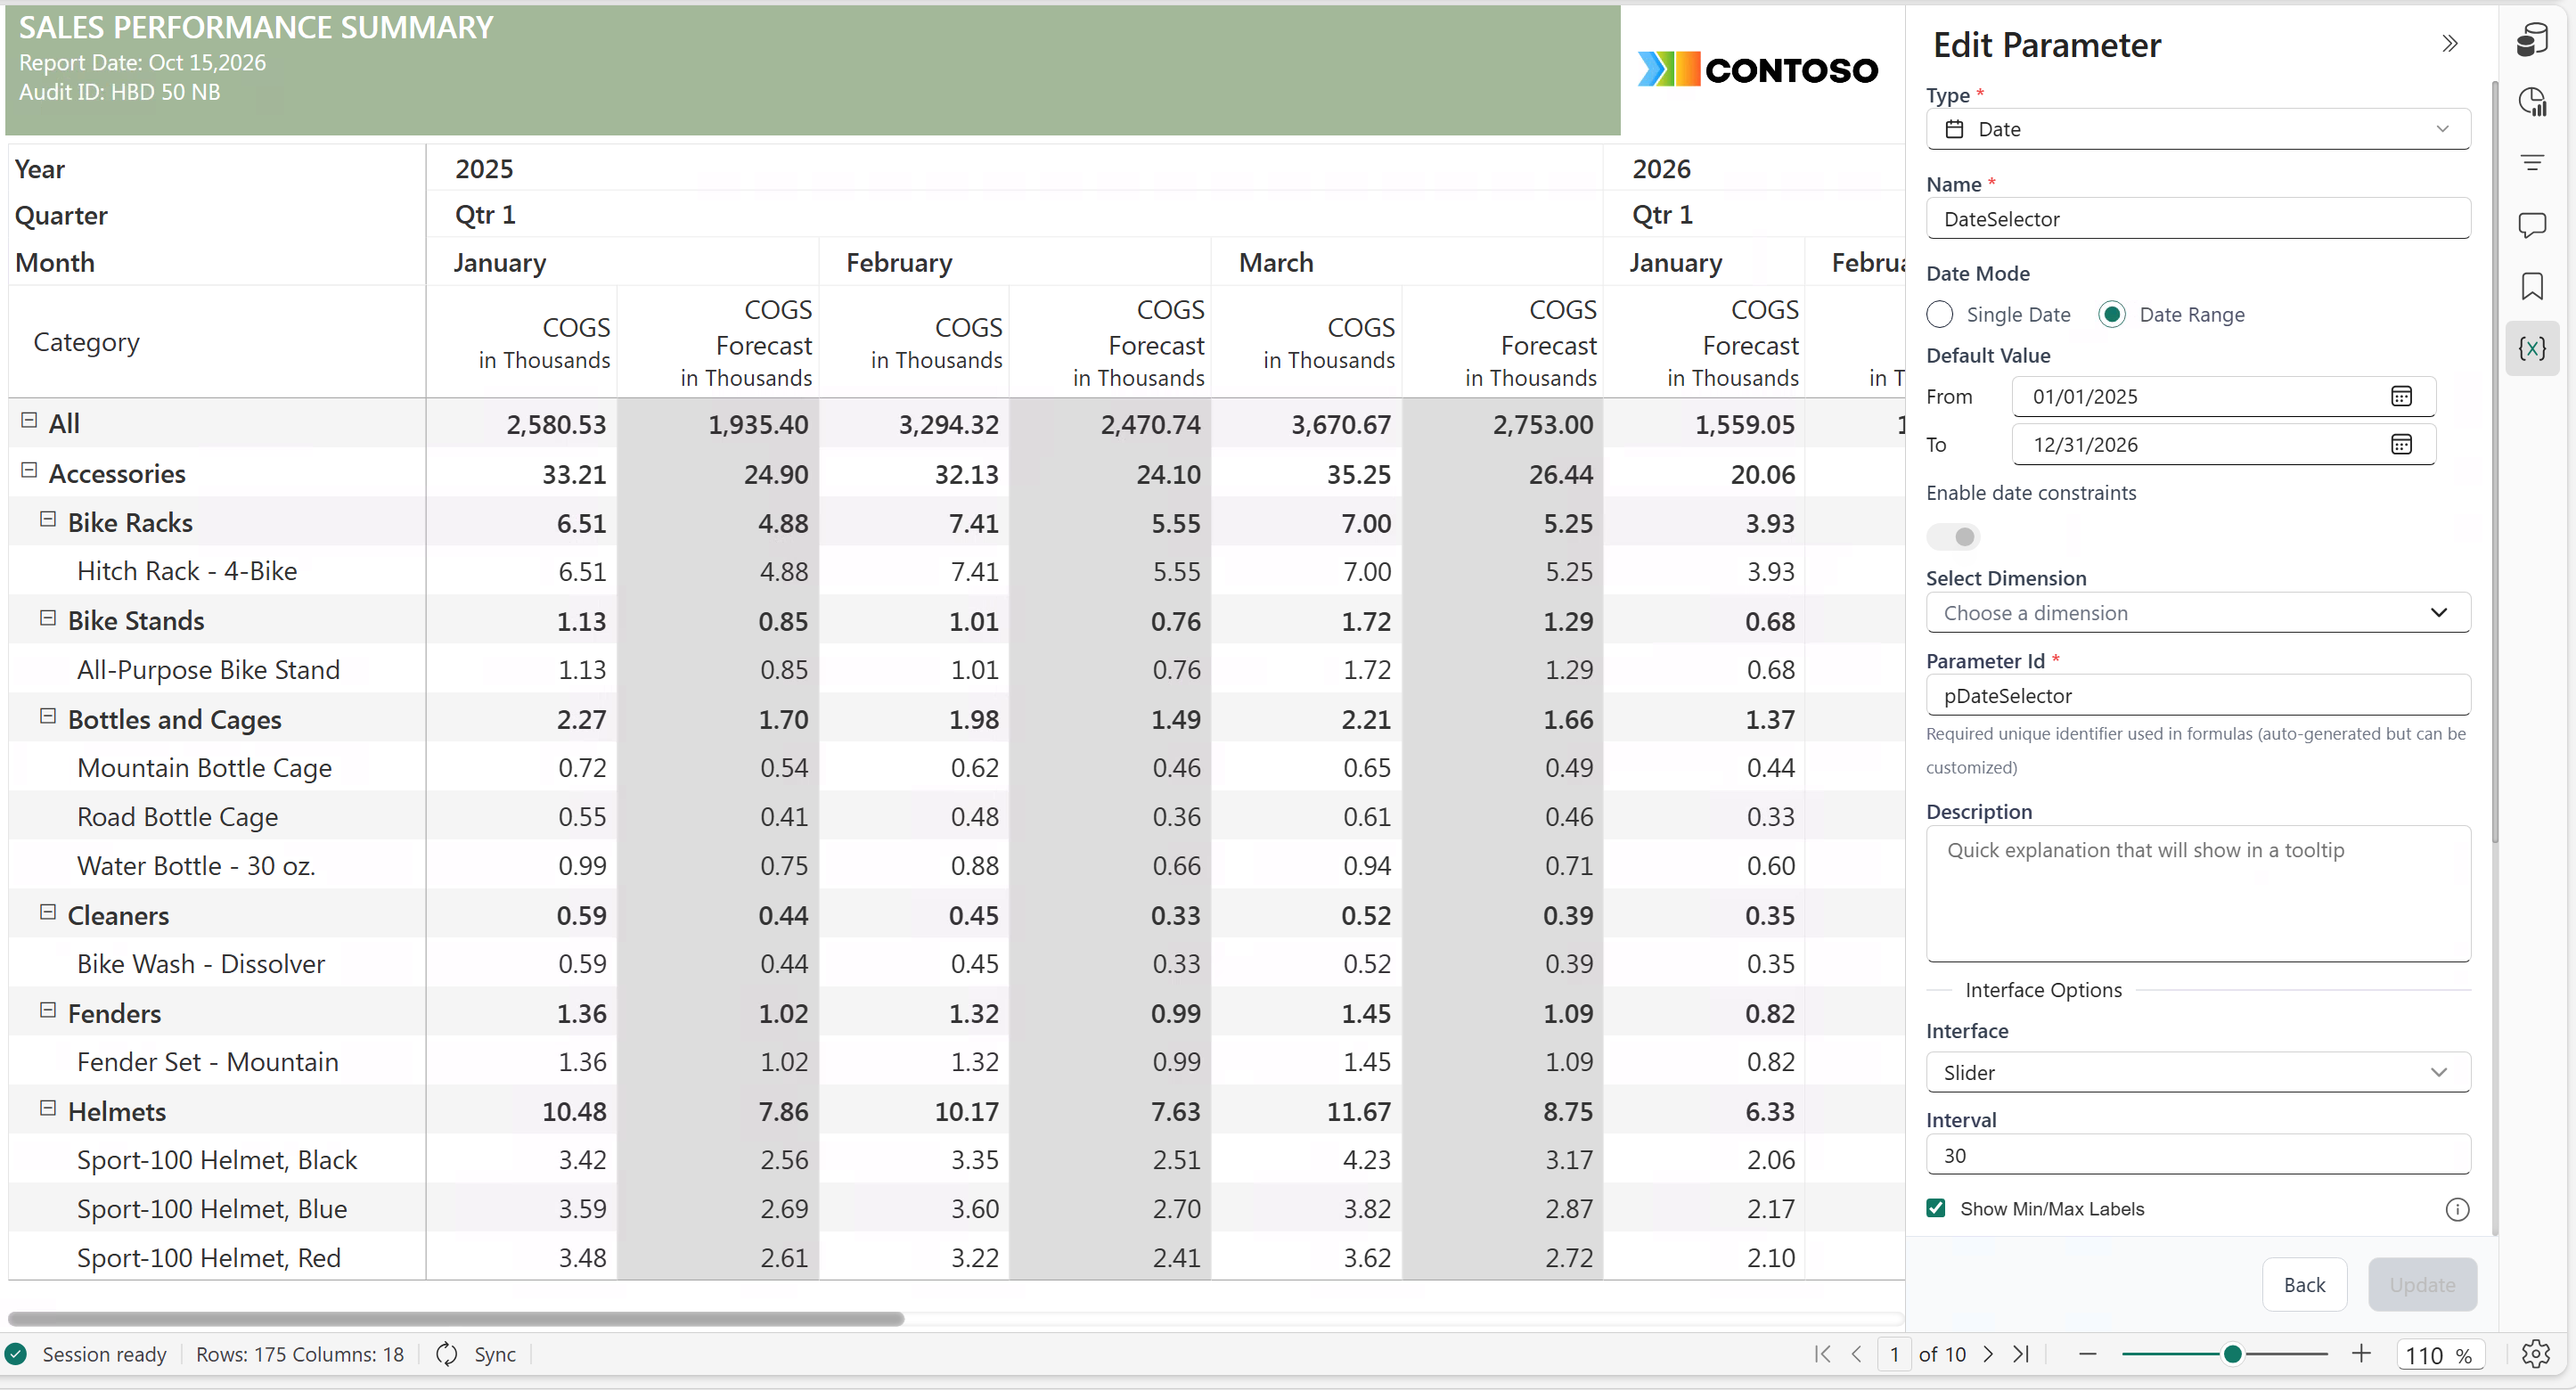 SALES PERFORMANCE SUMMARY
Report Date: Oct 15,2026
Audit ID: HBD 50 NB
CONTOSO
Year 2025 2026
Quarter Qtr 1 Qtr 1
Month January February March January Februa
Category COGS in Thousands COGS Forecast in Thousands COGS in Thousands COGS Forecast in Thousands COGS in Thousands COGS Forecast in Thousands COGS Forecast in Thousands in T
All 2,580.53 1,935.40 3,294.32 2,470.74 3,670.67 2,753.00 1,559.05 1
Accessories 33.21 24.90 32.13 24.10 35.25 26.44 20.06
Bike Racks 6.51 4.88 7.41 5.55 7.00 5.25 3.93
Hitch Rack - 4-Bike 6.51 4.88 7.41 5.55 7.00 5.25 3.93
Bike Stands 1.13 0.85 1.01 0.76 1.72 1.29 0.68
All-Purpose Bike Stand 1.13 0.85 1.01 0.76 1.72 1.29 0.68
Bottles and Cages 2.27 1.70 1.98 1.49 2.21 1.66 1.37
Mountain Bottle Cage 0.72 0.54 0.62 0.46 0.65 0.49 0.44
Road Bottle Cage 0.55 0.41 0.48 0.36 0.61 0.46 0.33
Water Bottle - 30 oz. 0.99 0.75 0.88 0.66 0.94 0.71 0.60
Cleaners 0.59 0.44 0.45 0.33 0.52 0.39 0.35
Bike Wash - Dissolver 0.59 0.44 0.45 0.33 0.52 0.39 0.35
Fenders 1.36 1.02 1.32 0.99 1.45 1.09 0.82
Fender Set - Mountain 1.36 1.02 1.32 0.99 1.45 1.09 0.82
Helmets 10.48 7.86 10.17 7.63 11.67 8.75 6.33
Sport-100 Helmet, Black 3.42 2.56 3.35 2.51 4.23 3.17 2.06
Sport-100 Helmet, Blue 3.59 2.69 3.60 2.70 3.82 2.87 2.17
Sport-100 Helmet, Red 3.48 2.61 3.22 2.41 3.62 2.72 2.10
Edit Parameter
Type *
Date
Name *
DateSelector
Date Mode
Single Date Date Range
Default Value
From 01/01/2025
To 12/31/2026
Enable date constraints
Select Dimension
Choose a dimension
Parameter Id *
pDateSelector
Required unique identifier used in formulas (auto-generated but can be
customized)
Description
Quick explanation that will show in a tooltip
Interface Options
Interface
Slider
Interval
30
Show Min/Max Labels
Back Update
Session ready Rows: 175 Columns: 18 Sync 1 of 10 110 %